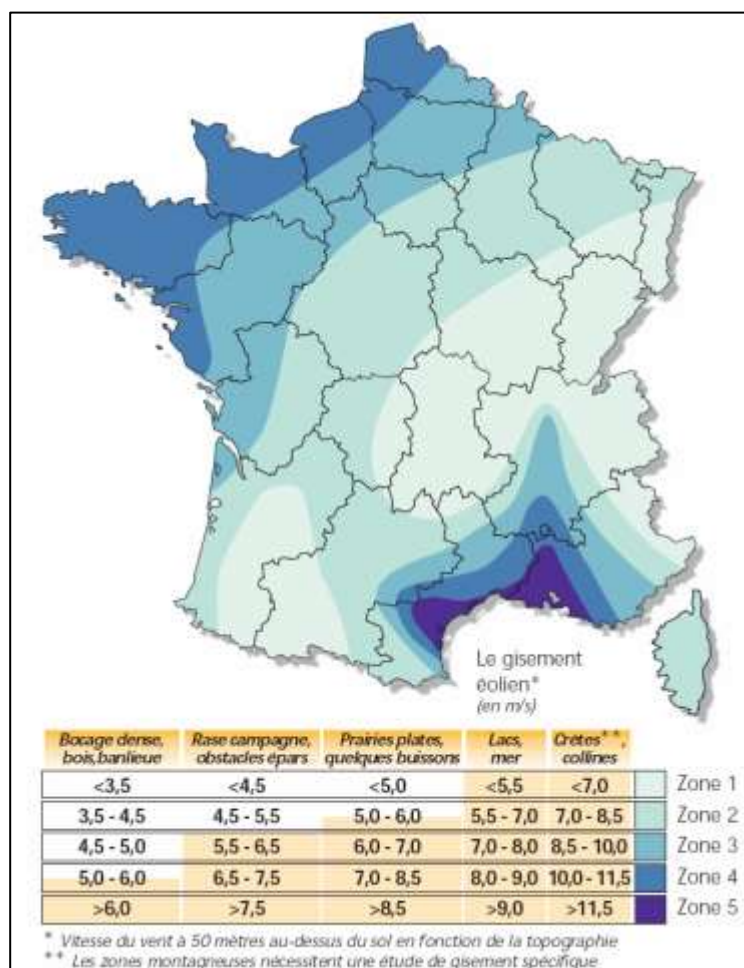 Le gisement
éolien*
(en m/s)
Bocage dense, bois,banlieue | Rase campagne, obstacles épars | Prairies plates, quelques buissons | Lacs, mer | Crètes**, collines
<3,5 <4,5 <5,0 <5,5 <7,0 Zone 1
3,5 - 4,5 4,5 - 5,5 5,0 - 6,0 5,5 - 7,0 7,0 - 8,5 Zone 2
4,5 - 5,0 5,5 - 6,5 6,0 - 7,0 7,0 - 8,0 8,5 - 10,0 Zone 3
5,0 - 6,0 6,5 - 7,5 7,0 - 8,5 8,0 - 9,0 10,0 - 11,5 Zone 4
>6,0 >7,5 >8,5 >9,0 >11,5 Zone 5
* Vitesse du vent à 50 mètres au-dessus du sol en fonction de la topographie
** Les zones montagneuses nécessitent une étude de gisement spécifique